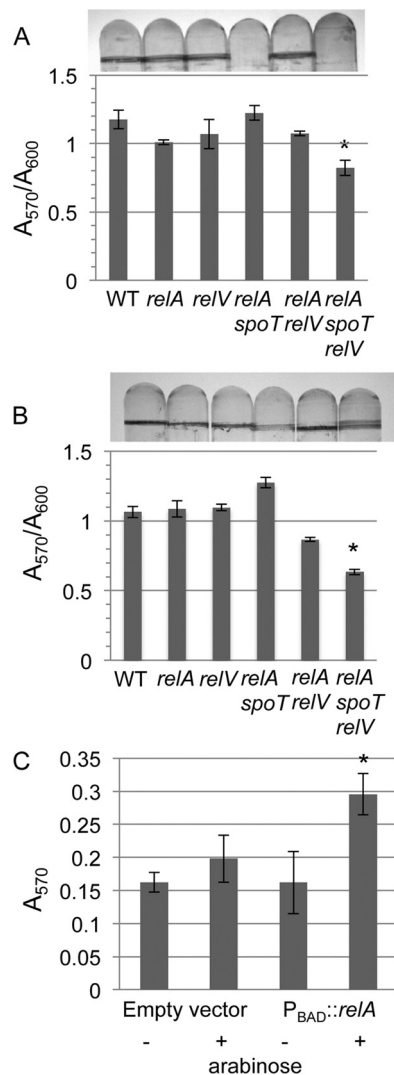 A
1.5
1
0.5
0
A570/A600
*
WT relA relV relA relA relA
spoT relV spoT
relV
B
1.5
1
0.5
0
A570/A600
*
WT relA relV relA relA relA
spoT relV spoT
relV
C
0.35
0.3
0.25
0.2
0.15
0.1
0.05
0
A570
*
Empty vector PBAD::relA
- + - +
arabinose